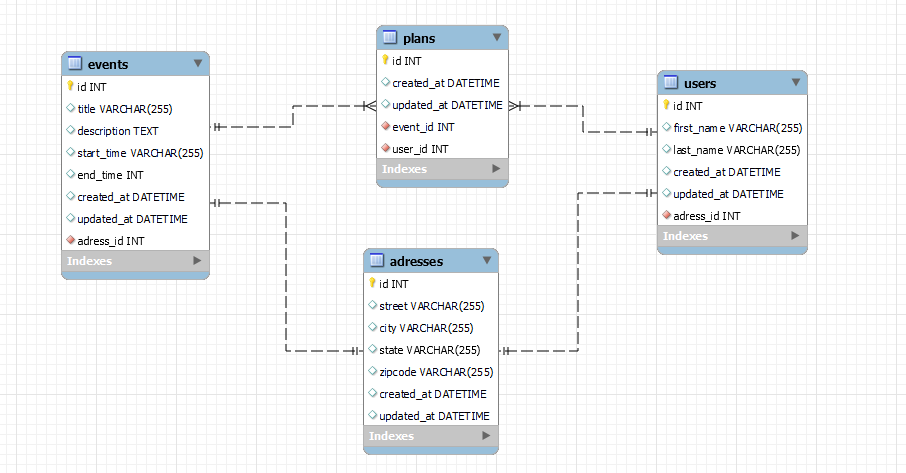 events
id INT
title VARCHAR(255)
description TEXT
start_time VARCHAR(255)
end_time INT
created_at DATETIME
updated_at DATETIME
adress_id INT
Indexes
plans
id INT
created_at DATETIME
updated_at DATETIME
event_id INT
user_id INT
Indexes
users
id INT
first_name VARCHAR(255)
last_name VARCHAR(255)
created_at DATETIME
updated_at DATETIME
adress_id INT
Indexes
adresses
id INT
street VARCHAR(255)
city VARCHAR(255)
state VARCHAR(255)
zipcode VARCHAR(255)
created_at DATETIME
updated_at DATETIME
Indexes